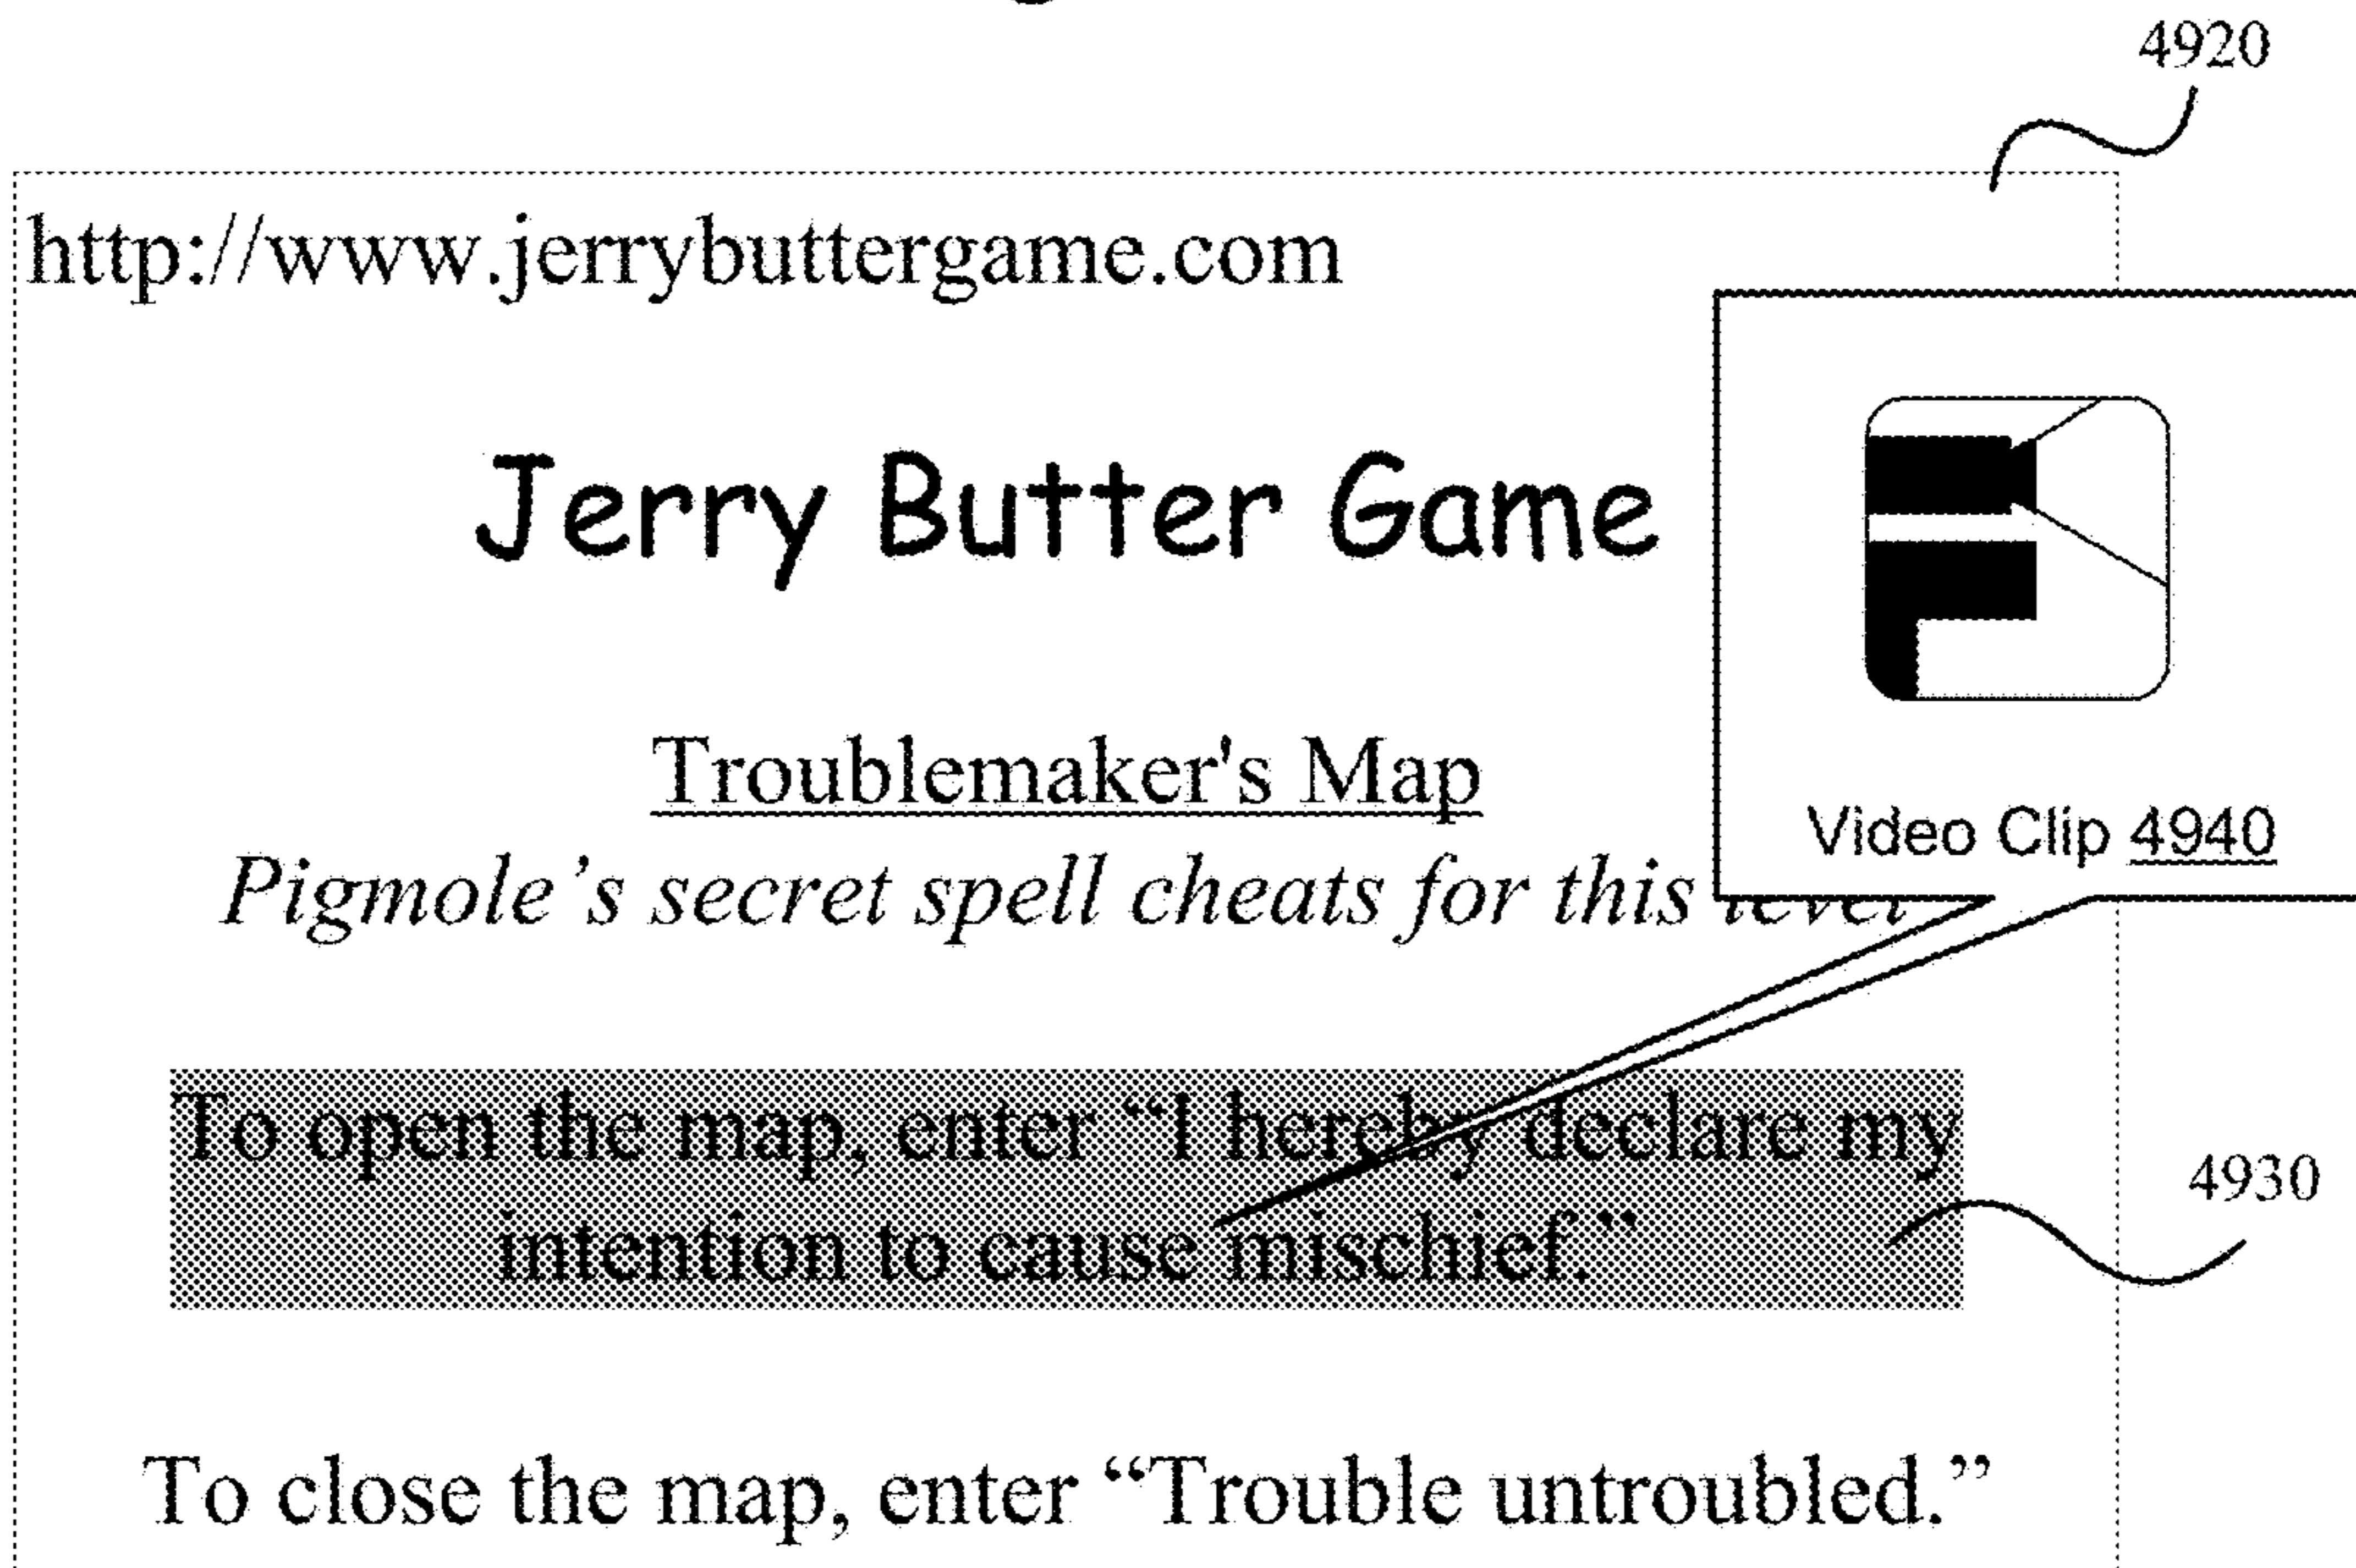 4920
http://www.jerrybuttergame.com
Jerry Butter Game
Troublemaker's Map
Video Clip 4940
Pigmole’s secret spell cheats for this level
To open the map, enter “I hereby declare my
intention to cause mischief.”
4930
To close the map, enter “Trouble untroubled.”